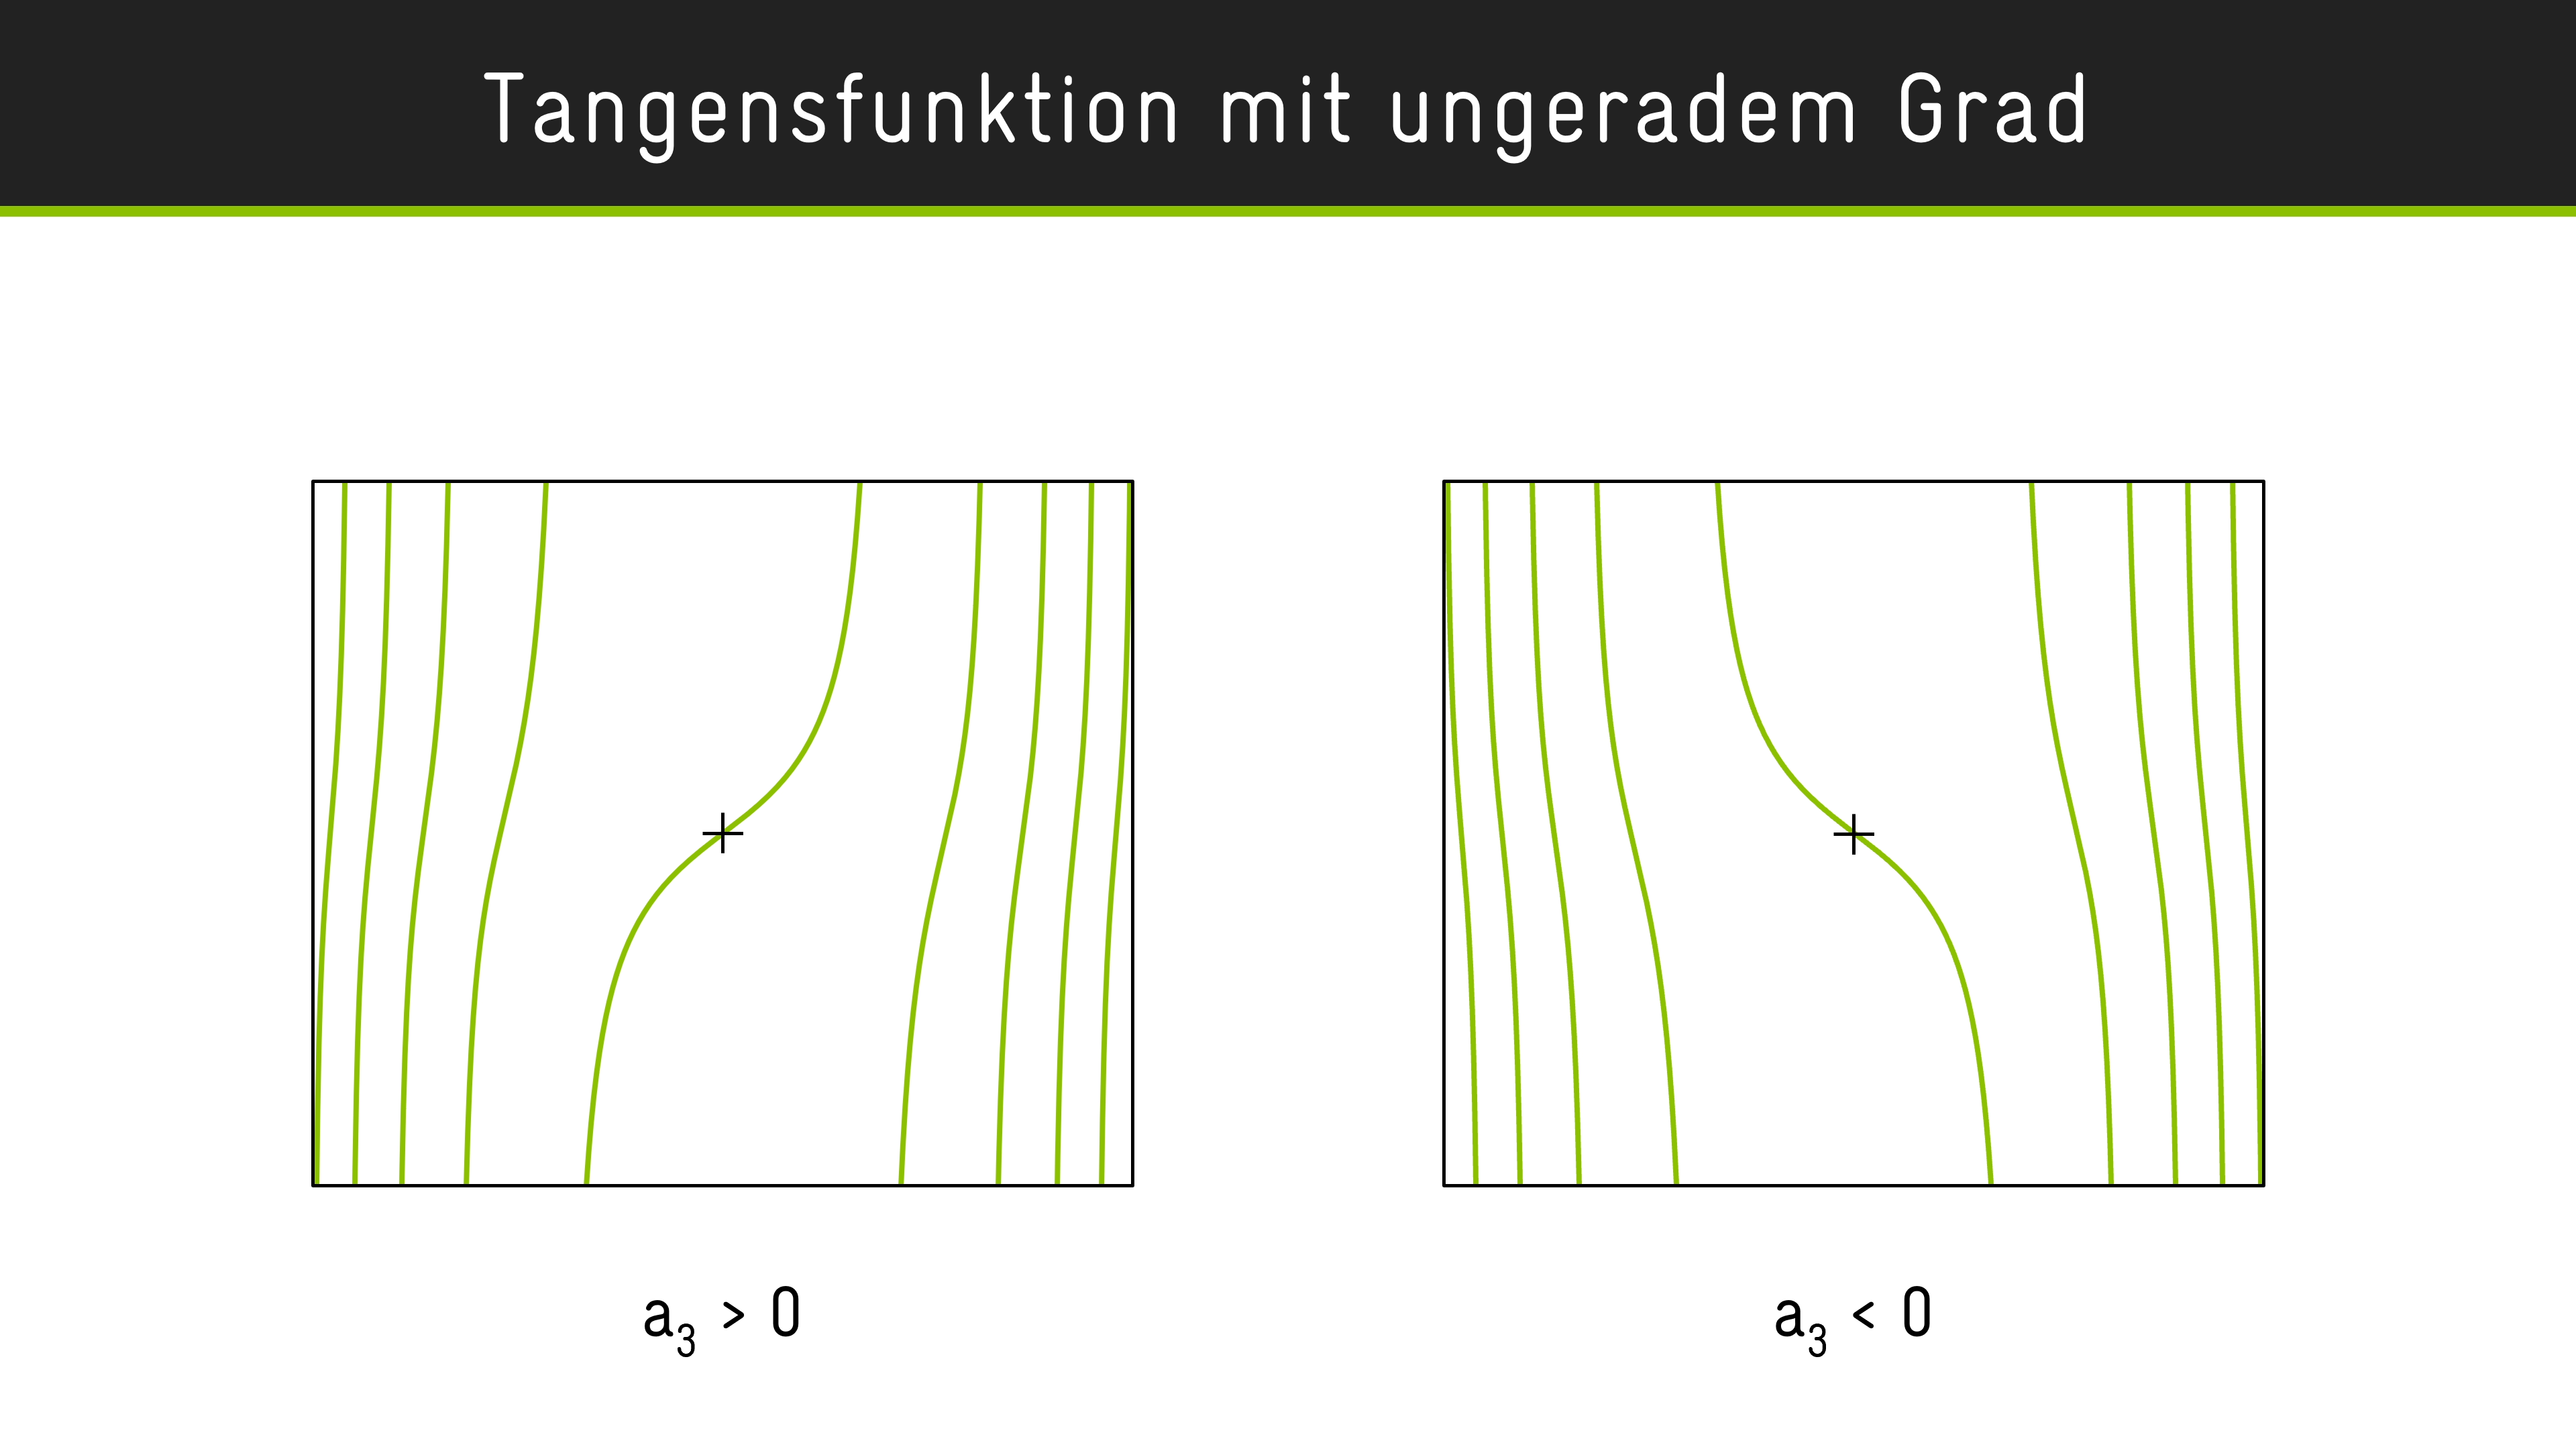 Tangensfunktion mit ungeradem Grad
a₃ > 0
a₃ < 0